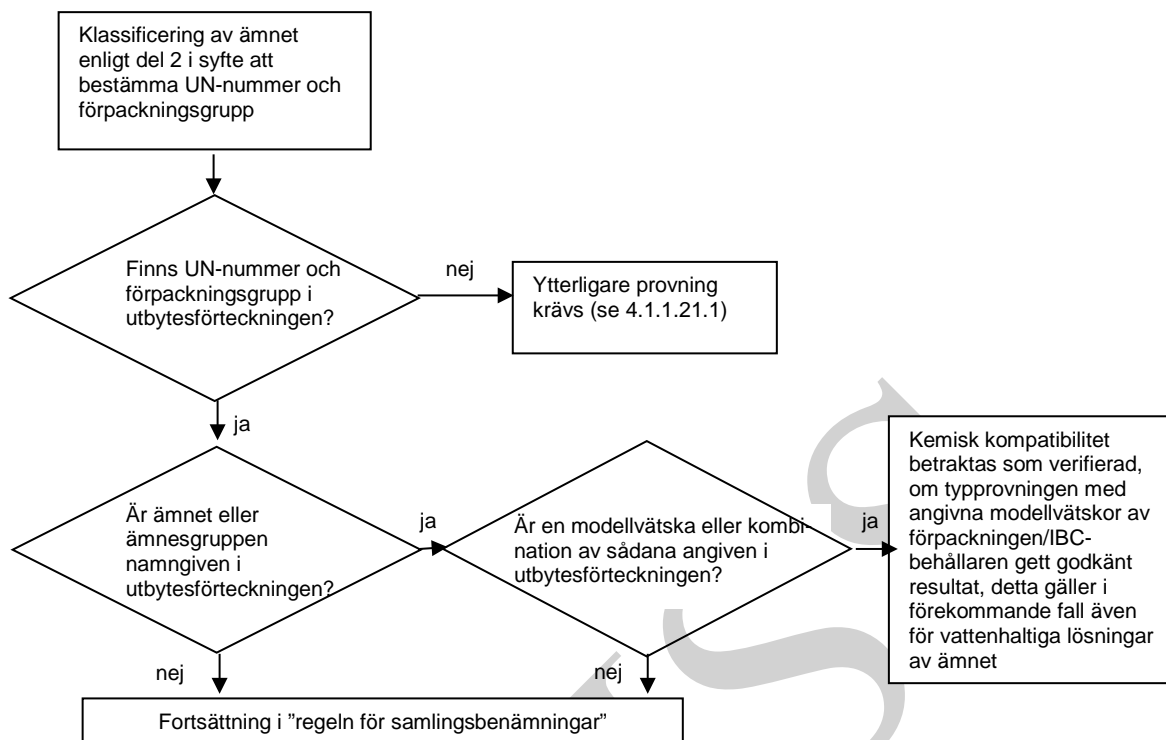 Klassificering av ämnet
enligt del 2 i syfte att
bestämma UN-nummer och
förpackningsgrupp
Finns UN-nummer och
förpackningsgrupp i
utbytesförteckningen?
nej
Ytterligare provning
krävs (se 4.1.1.21.1)
ja
Är ämnet eller
ämnesgruppen
namngiven i
utbytesförteckningen?
ja
Är en modellvätska eller kombi-
nation av sådana angiven i
utbytesförteckningen?
ja
Kemisk kompatibilitet
betraktas som verifierad,
om typprovningen med
angivna modellvätskor av
förpackningen/IBC-
behållaren gett godkänt
resultat, detta gäller i
förekommande fall även
för vattenhaltiga lösningar
av ämnet
nej
nej
Fortsättning i ”regeln för samlingsbenämningar”